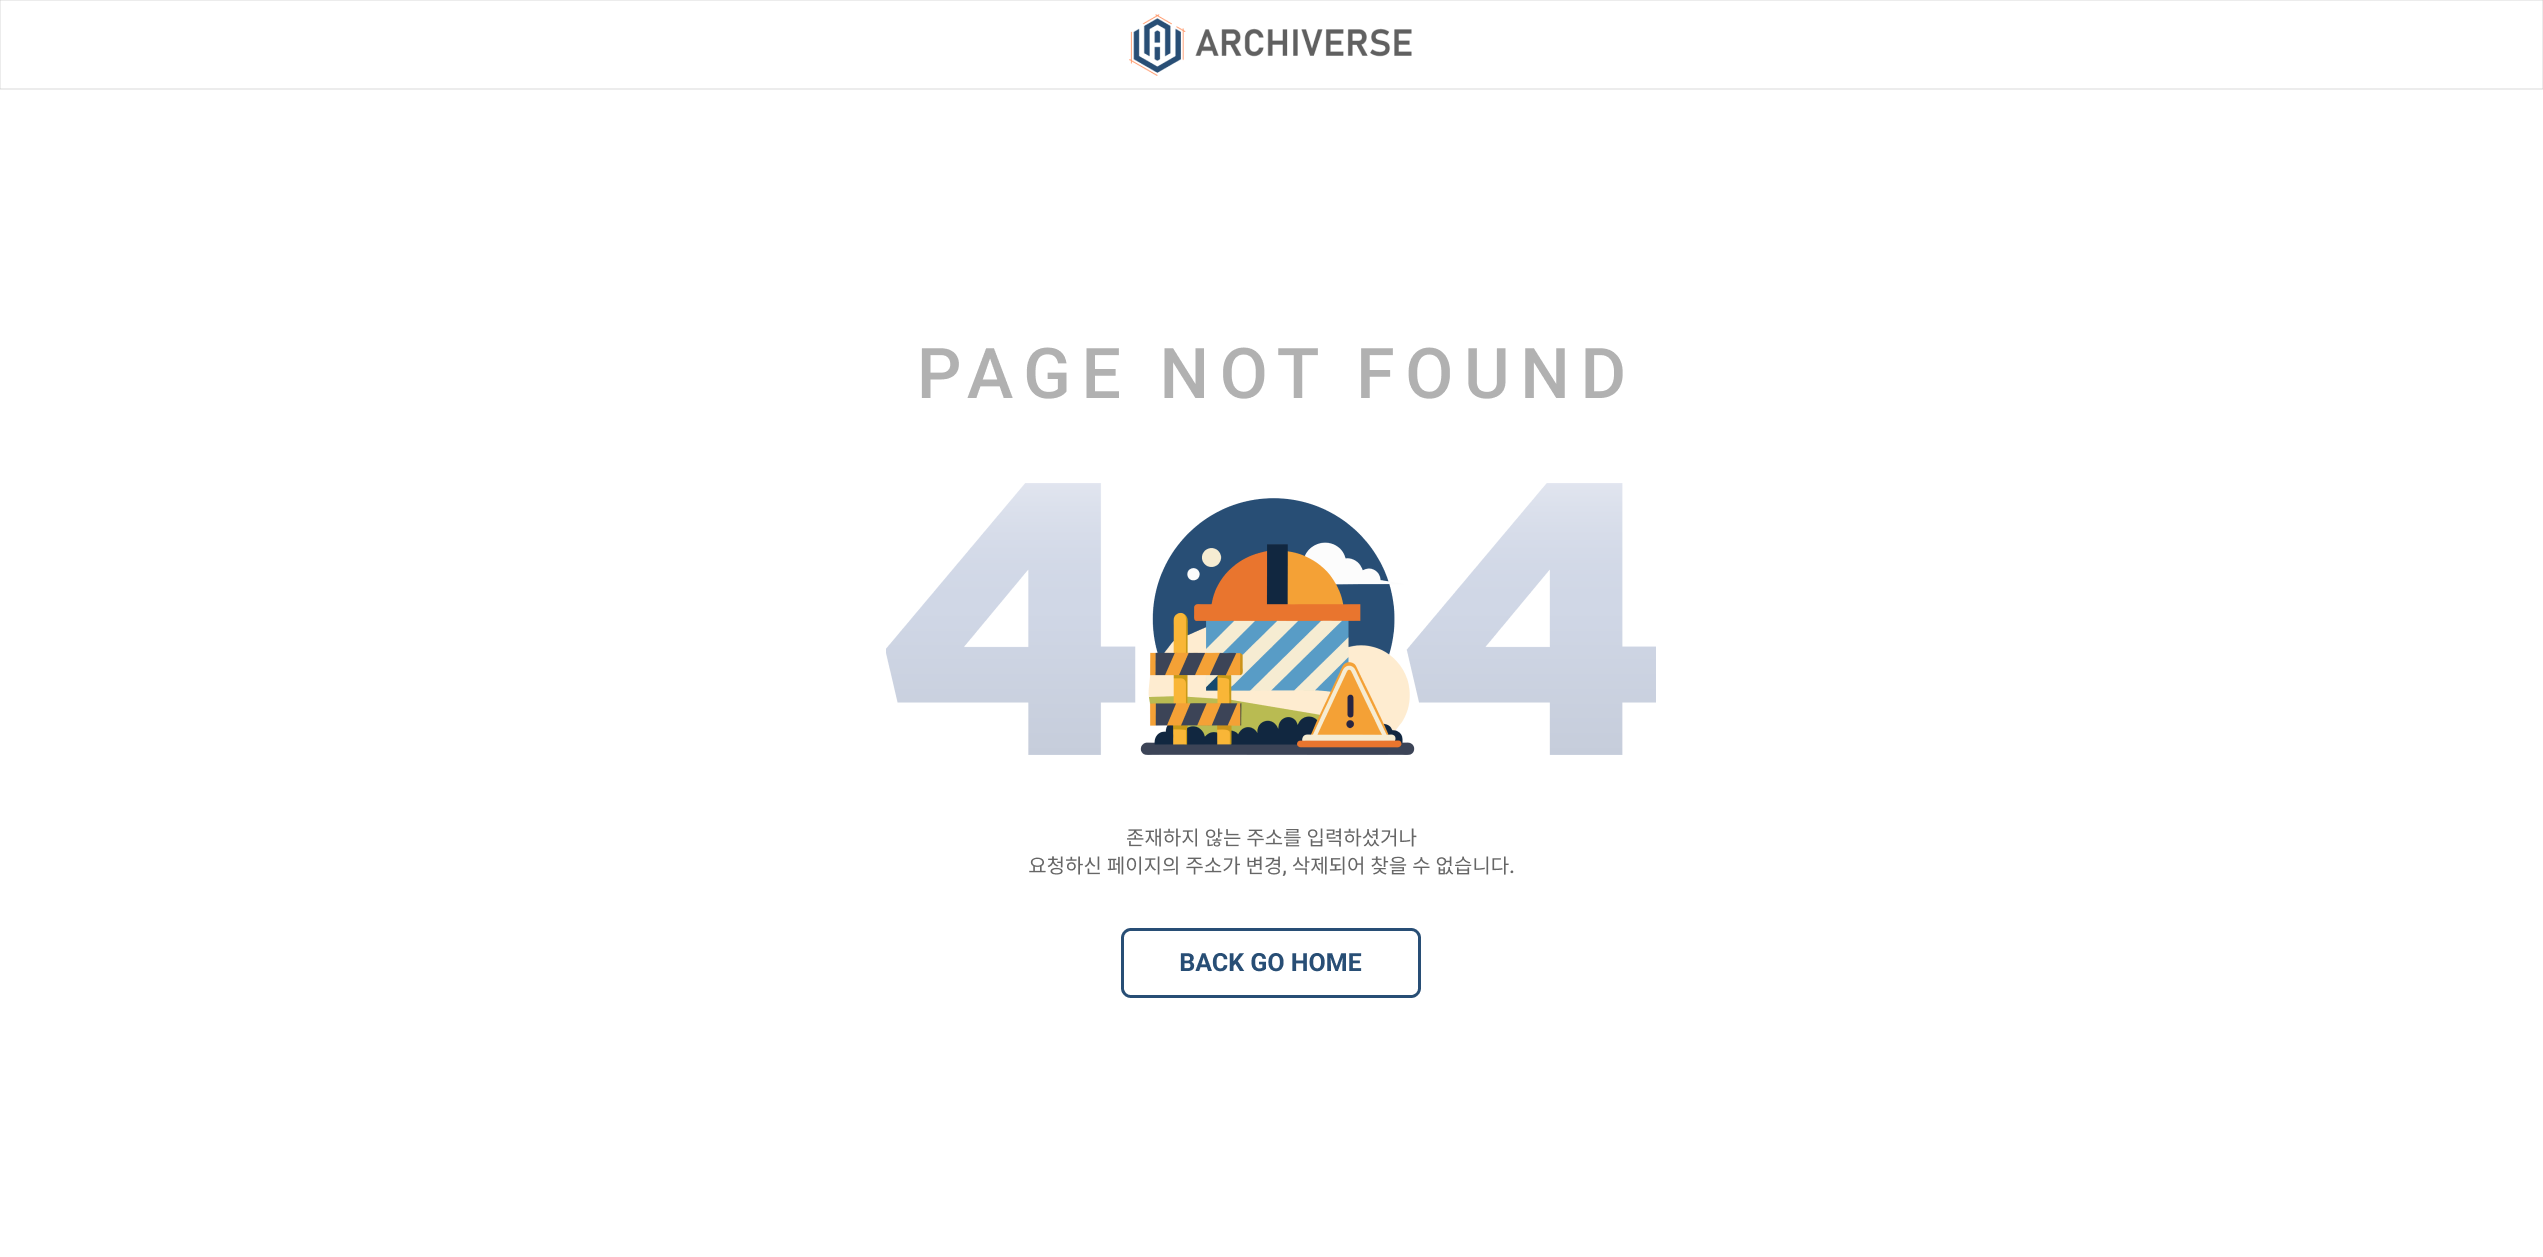 ARCHIVERSE
PAGE NOT FOUND
404
존재하지 않는 주소를 입력하셨거나
요청하신 페이지의 주소가 변경, 삭제되어 찾을 수 없습니다.
BACK GO HOME